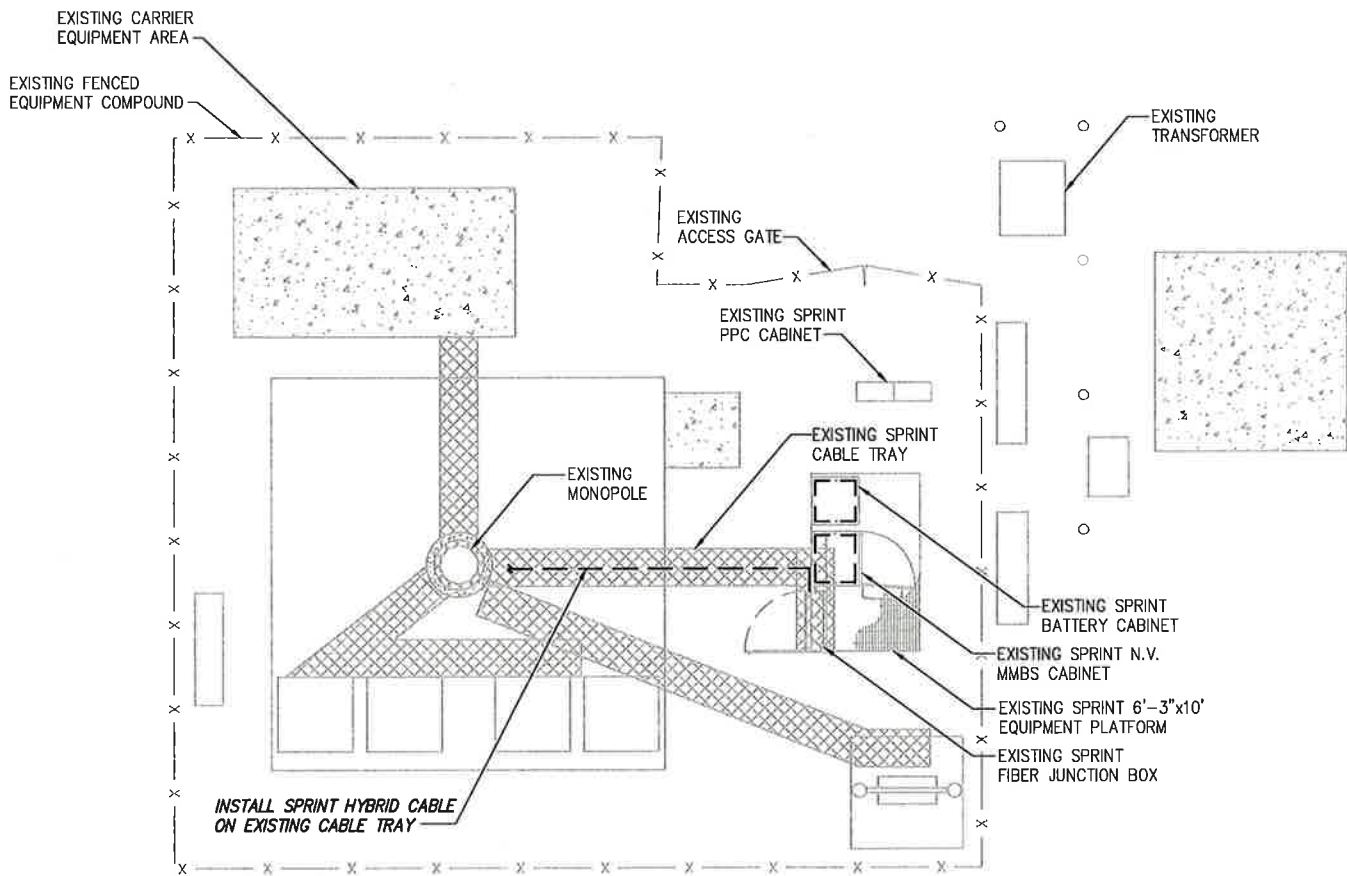 EXISTING CARRIER
EQUIPMENT AREA
EXISTING FENCED
EQUIPMENT COMPOUND
EXISTING
TRANSFORMER
EXISTING
ACCESS GATE
EXISTING SPRINT
PPC CABINET
EXISTING SPRINT
CABLE TRAY
EXISTING
MONOPOLE
EXISTING SPRINT
BATTERY CABINET
EXISTING SPRINT N.V.
MMBS CABINET
EXISTING SPRINT 6'-3"x10'
EQUIPMENT PLATFORM
EXISTING SPRINT
FIBER JUNCTION BOX
INSTALL SPRINT HYBRID CABLE
ON EXISTING CABLE TRAY